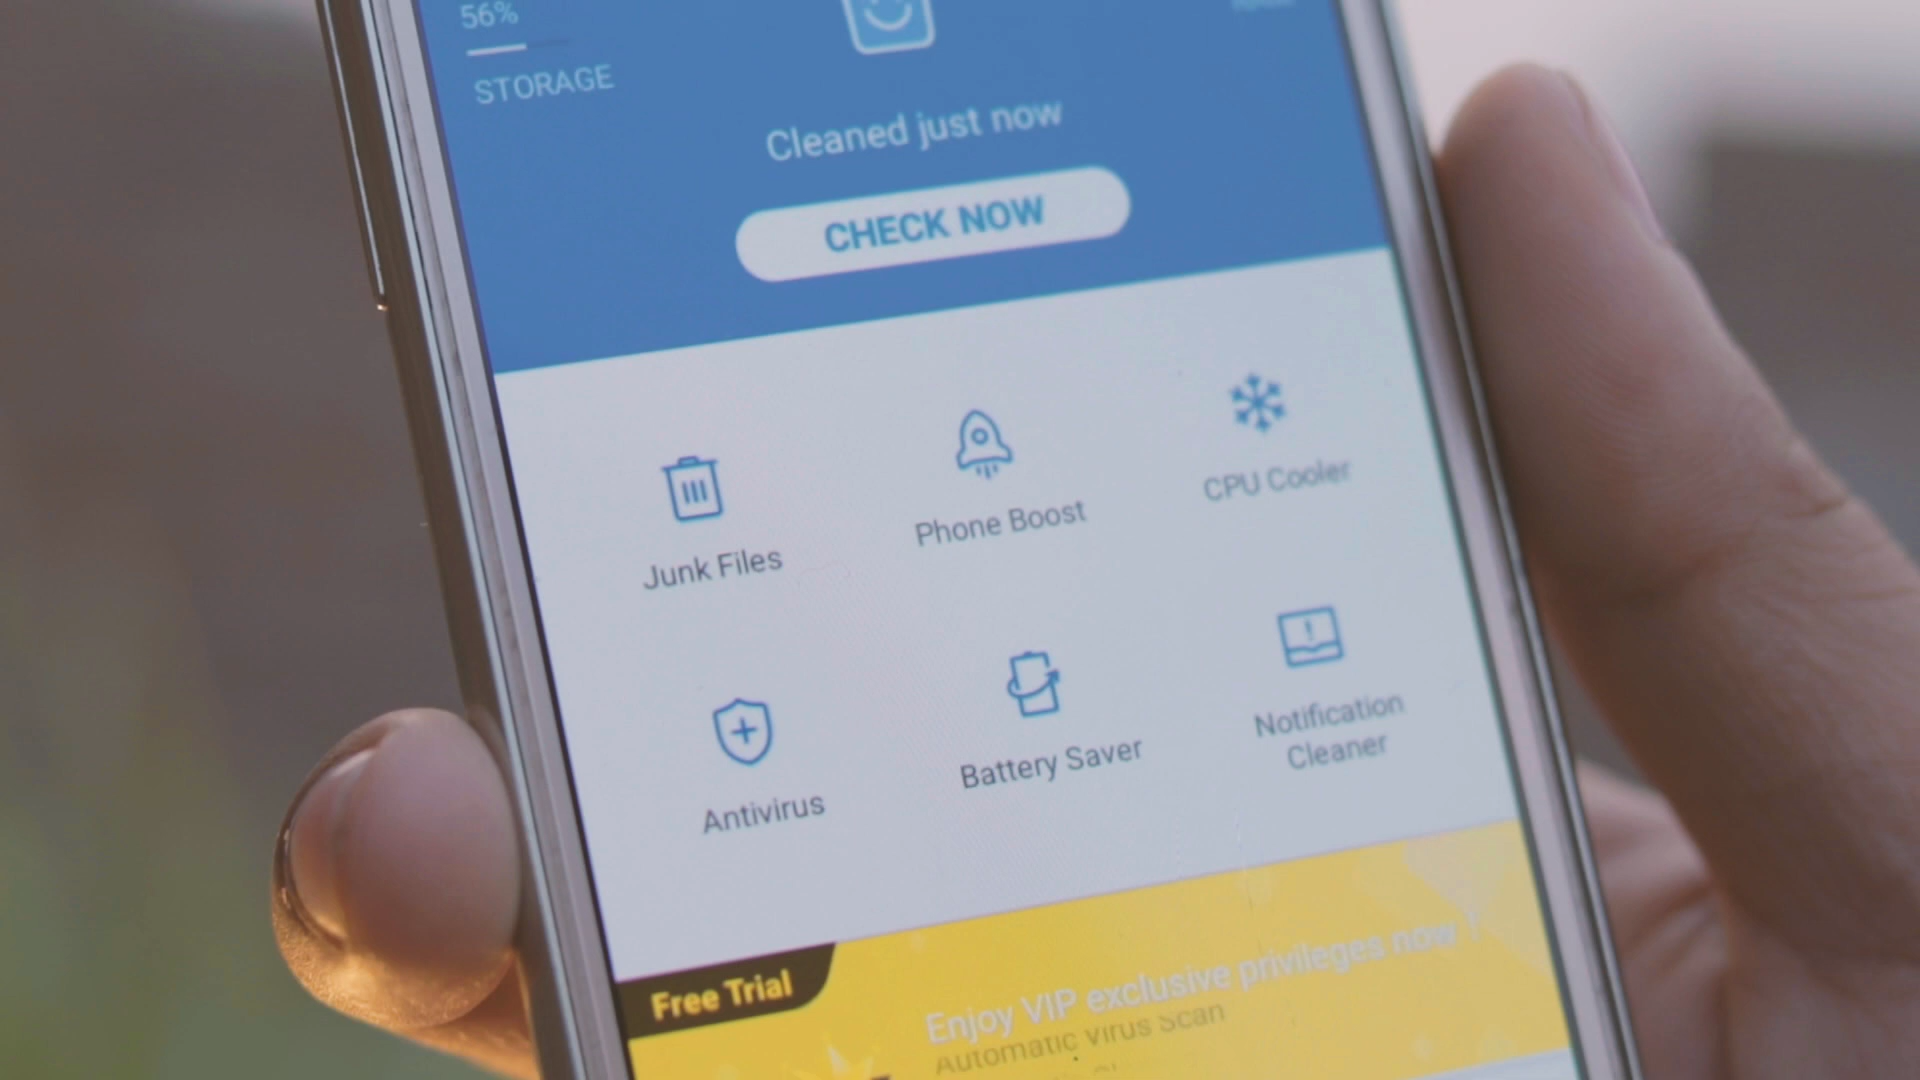 56%
STORAGE
Cleaned just now
CHECK NOW
Junk Files
Phone Boost
CPU Cooler
Antivirus
Battery Saver
Notification
Cleaner
Free Trial
Enjoy VIP exclusive privileges now !
Automatic Virus Scan